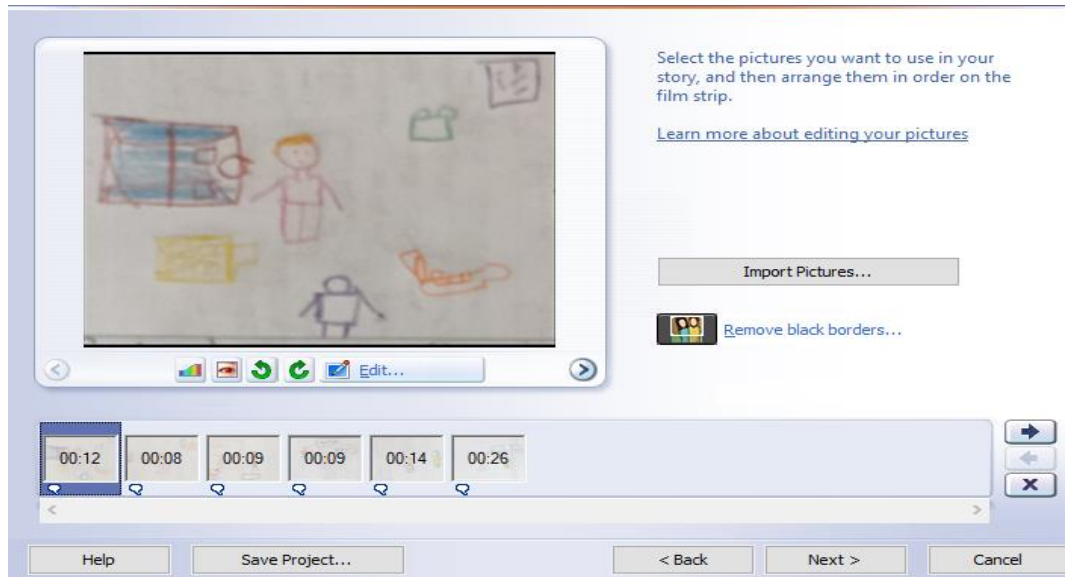 Select the pictures you want to use in your
story, and then arrange them in order on the
film strip.
Learn more about editing your pictures
Import Pictures...
Remove black borders...
Edit...
00:12 00:08 00:09 00:09 00:14 00:26
Help Save Project... < Back Next > Cancel